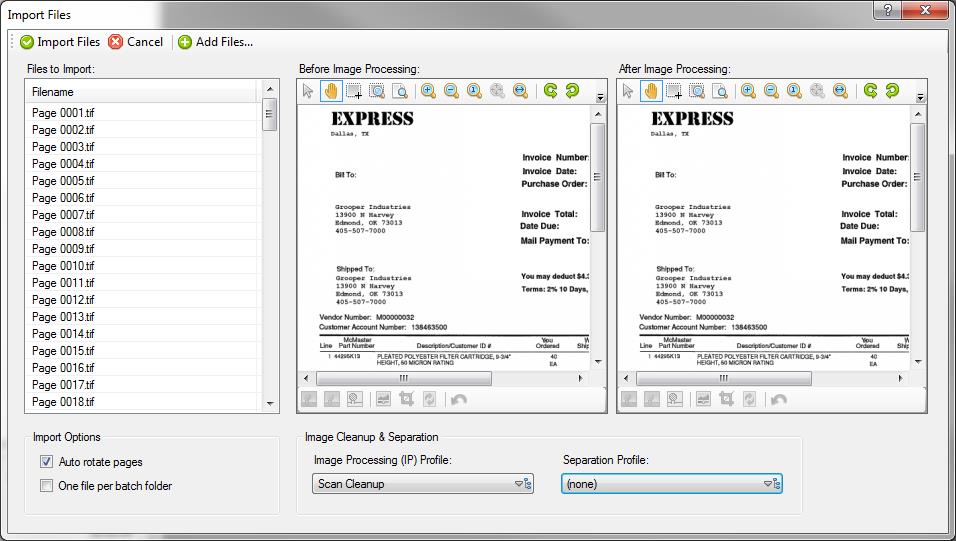 Import Files
Import Files Cancel Add Files...
Files to Import:
Filename
Page 0001.tif
Page 0002.tif
Page 0003.tif
Page 0004.tif
Page 0005.tif
Page 0006.tif
Page 0007.tif
Page 0008.tif
Page 0009.tif
Page 0010.tif
Page 0011.tif
Page 0012.tif
Page 0013.tif
Page 0014.tif
Page 0015.tif
Page 0016.tif
Page 0017.tif
Page 0018.tif
Before Image Processing:
EXPRESS
Dallas, TX
Invoice Number:
Invoice Date:
Bill To:
Purchase Order:
Grooper Industries
13900 N Harvey
Edmond, OK 73013
405-507-7000
Invoice Total:
Date Due:
Mail Payment To:
Shipped To:
Grooper Industries
13900 N Harvey
Edmond, OK 73013
405-507-7000
You may deduct $4.
Terms: 2% 10 Days,
Vendor Number: M00000032
Customer Account Number: 138463500
Line McMaster Part Number Description/Customer ID # You Ordered
1 44295K13 PLEATED POLYESTER FILTER CARTRIDGE, 9-3/4" 40
HEIGHT, 50 MICRON RATING EA
After Image Processing:
EXPRESS
Dallas, TX
Invoice Number:
Invoice Date:
Bill To:
Purchase Order:
Grooper Industries
13900 N Harvey
Edmond, OK 73013
405-507-7000
Invoice Total:
Date Due:
Mail Payment To:
Shipped To:
Grooper Industries
13900 N Harvey
Edmond, OK 73013
405-507-7000
You may deduct $4.
Terms: 2% 10 Days,
Vendor Number: M00000032
Customer Account Number: 138463500
Line McMaster Part Number Description/Customer ID # You Ordered
1 44295K13 PLEATED POLYESTER FILTER CARTRIDGE, 9-3/4" 40
HEIGHT, 50 MICRON RATING EA
Import Options
Auto rotate pages
One file per batch folder
Image Cleanup & Separation
Image Processing (IP) Profile:
Scan Cleanup
Separation Profile:
(none)